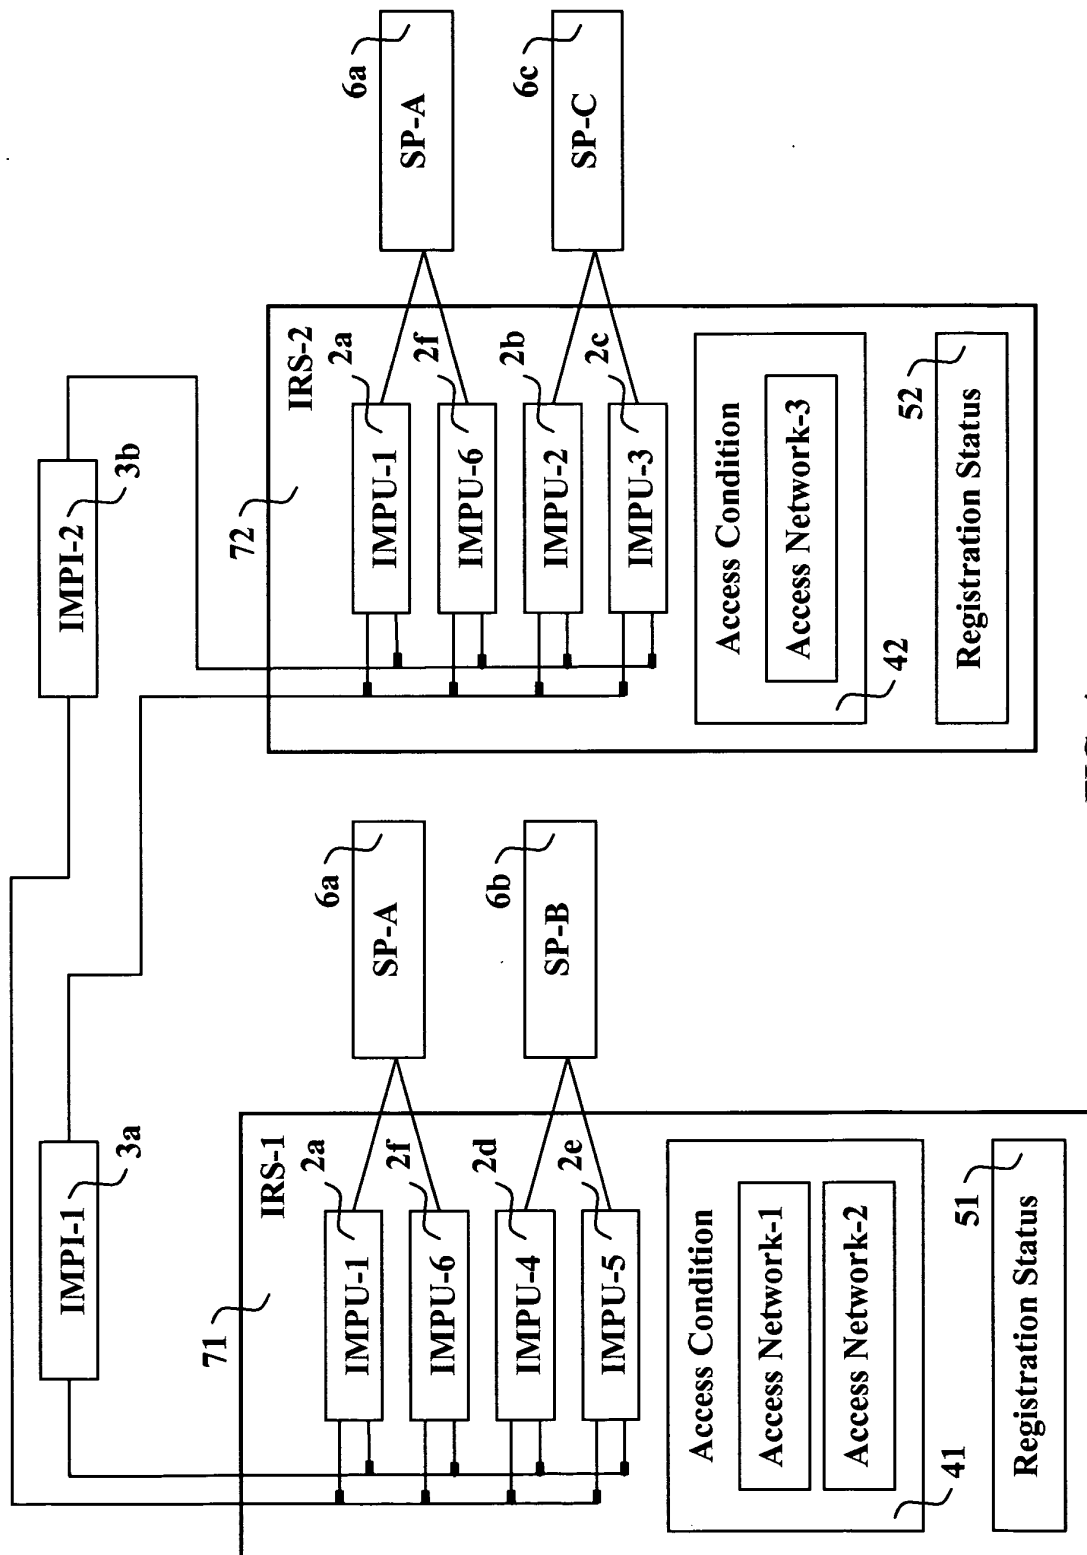 IMPI-1
3a
IMPI-2
3b
71
IRS-1
IMPU-1
2a
IMPU-6
2f
IMPU-4
2d
IMPU-5
2e
SP-A
6a
SP-B
6b
Access Condition
Access Network-1
Access Network-2
41
Registration Status
51
72
IRS-2
IMPU-1
2a
IMPU-6
2f
IMPU-2
2b
IMPU-3
2c
SP-A
6a
SP-C
6c
Access Condition
Access Network-3
42
Registration Status
52